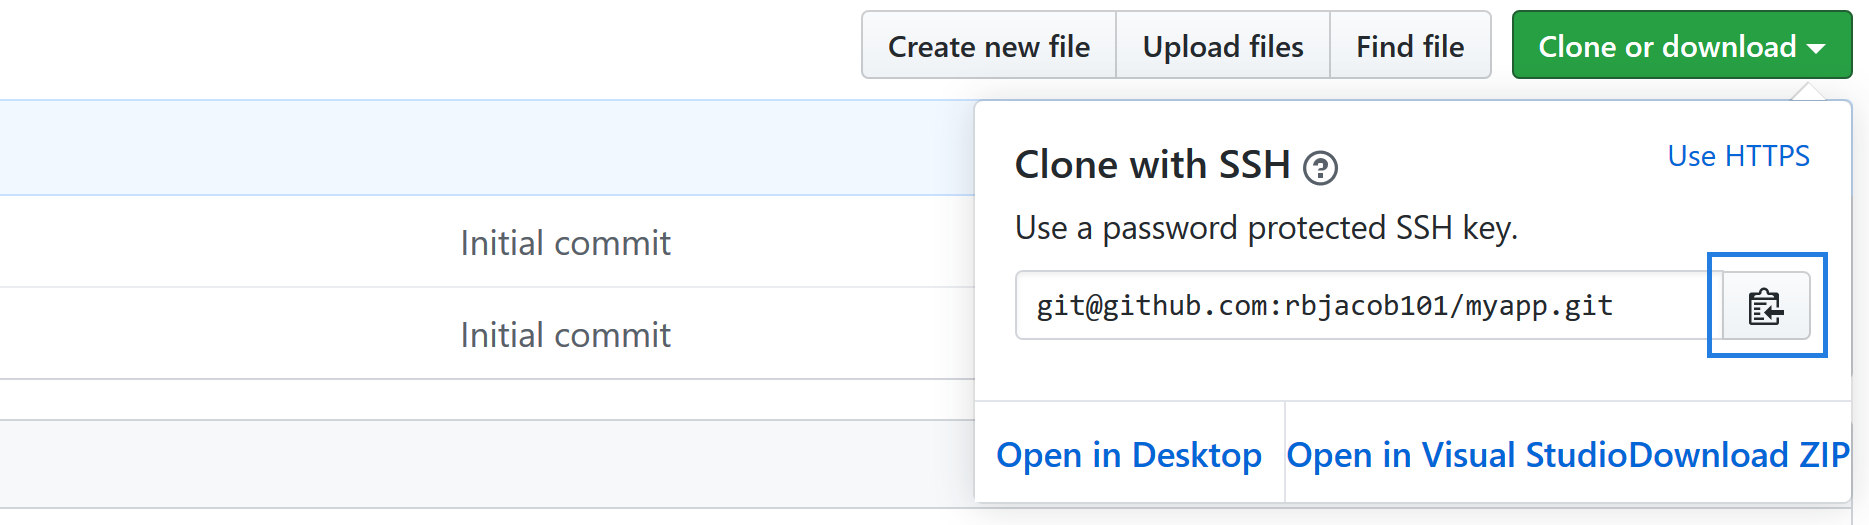 Create new file Upload files Find file Clone or download
Clone with SSH
Use HTTPS
Use a password protected SSH key.
Initial commit
git@github.com:rbjacob101/myapp.git
Initial commit
Open in Desktop Open in Visual StudioDownload ZIP